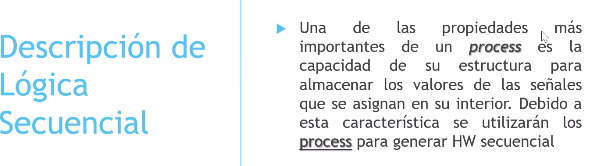 Descripción de
Lógica
Secuencial
Una de las propiedades más
importantes de un process es la
capacidad de su estructura para
almacenar los valores de las señales
que se asignan en su interior. Debido a
esta característica se utilizarán los
process para generar HW secuencial